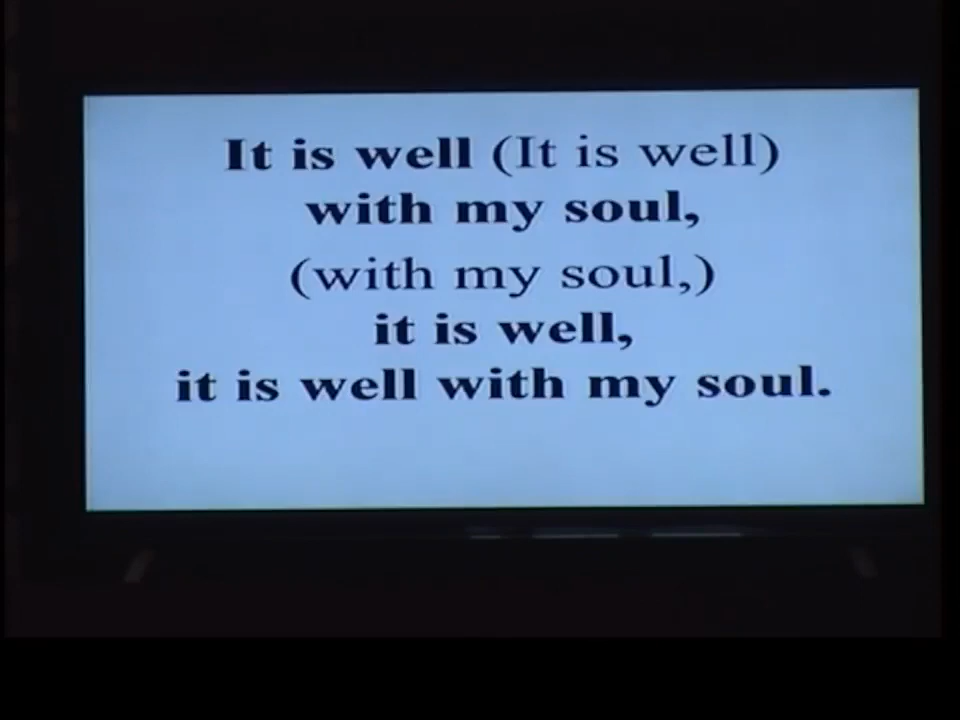 It is well (It is well)
with my soul,
(with my soul,)
it is well,
it is well with my soul.